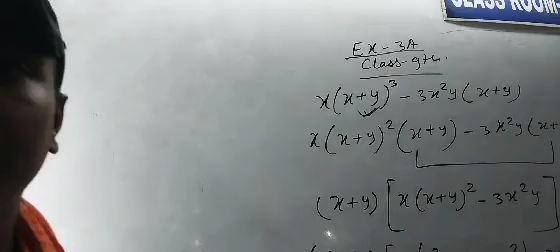 CLASS ROOM-
Ex-3A
Class-9th.
x(x+y)³ - 3x²y(x+y)
x(x+y)²(x+y) - 3x²y(x+
(x+y)[x(x+y)² - 3x²y]